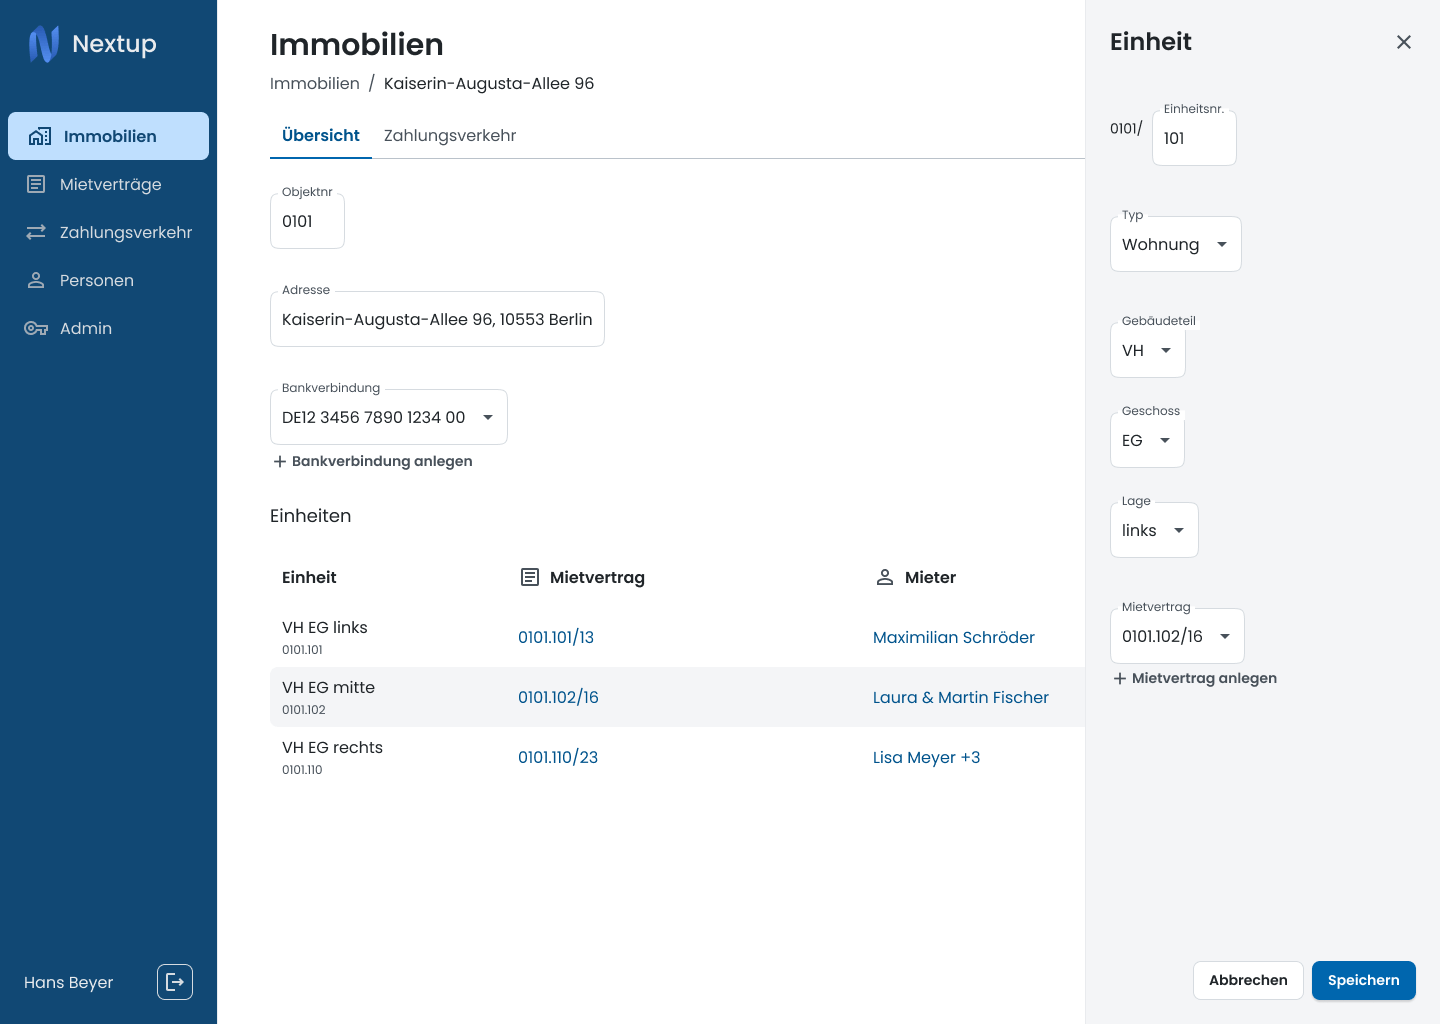 Nextup
Immobilien
Mietverträge
Zahlungsverkehr
Personen
Admin
Hans Beyer
Immobilien
Immobilien / Kaiserin-Augusta-Allee 96
Übersicht Zahlungsverkehr
Objektnr
0101
Adresse
Kaiserin-Augusta-Allee 96, 10553 Berlin
Bankverbindung
DE12 3456 7890 1234 00
+ Bankverbindung anlegen
Einheiten
Einheit Mietvertrag Mieter
VH EG links 0101.101/13 Maximilian Schröder
0101.101
VH EG mitte 0101.102/16 Laura & Martin Fischer
0101.102
VH EG rechts 0101.110/23 Lisa Meyer +3
0101.110
Einheit
Einheitsnr.
0101/ 101
Typ
Wohnung
Gebäudeteil
VH
Geschoss
EG
Lage
links
Mietvertrag
0101.102/16
+ Mietvertrag anlegen
Abbrechen Speichern